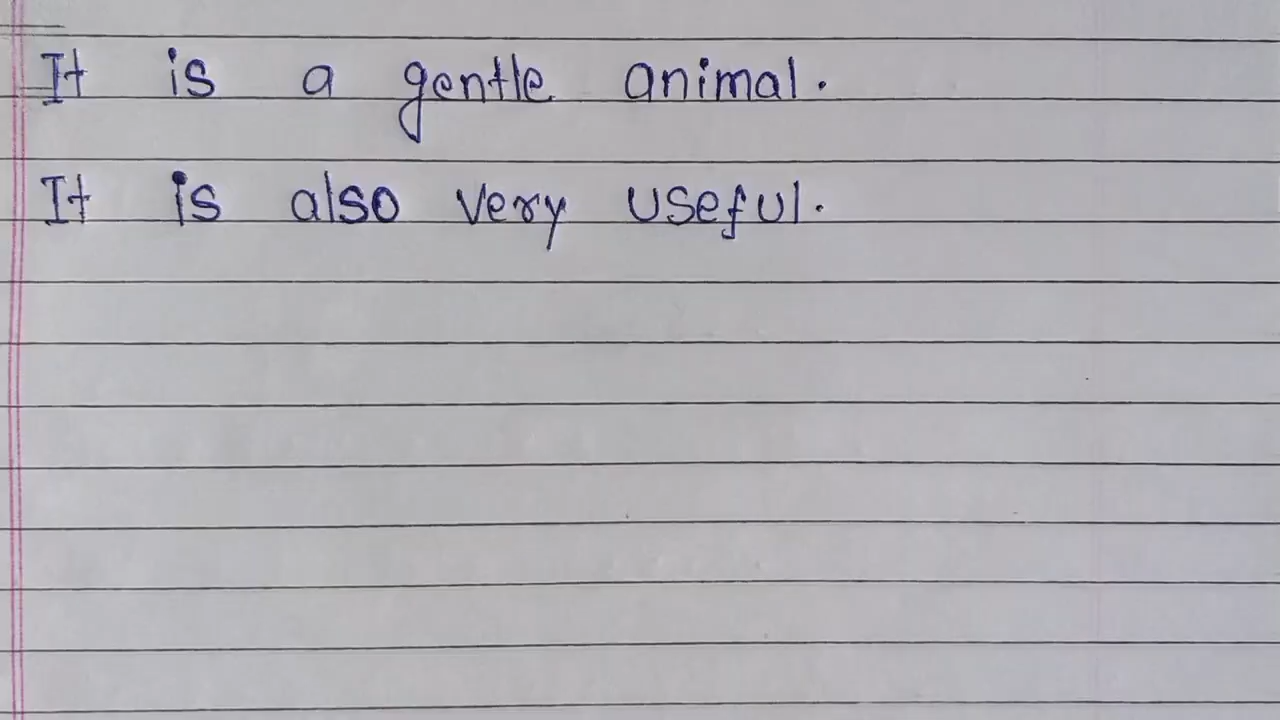 It is a gentle animal.
It is also very useful.